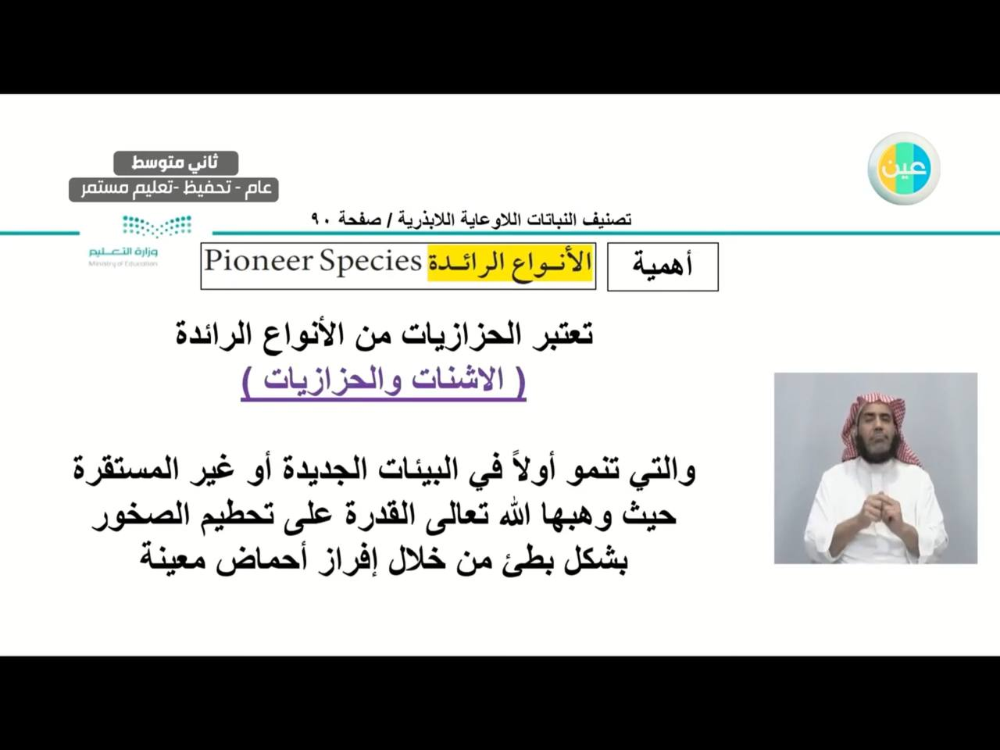 عين
ثاني متوسط
عام - تحفيظ -تعليم مستمر
وزارة التعـــليم
Ministry of Education
تصنيف النباتات اللاوعاية اللابذرية / صفحة ٩٠
أهمية
الأنـواع الرائـدة Pioneer Species
تعتبر الحزازيات من الأنواع الرائدة
( الاشنات والحزازيات )
والتي تنمو أولاً في البيئات الجديدة أو غير المستقرة
حيث وهبها الله تعالى القدرة على تحطيم الصخور
بشكل بطئ من خلال إفراز أحماض معينة